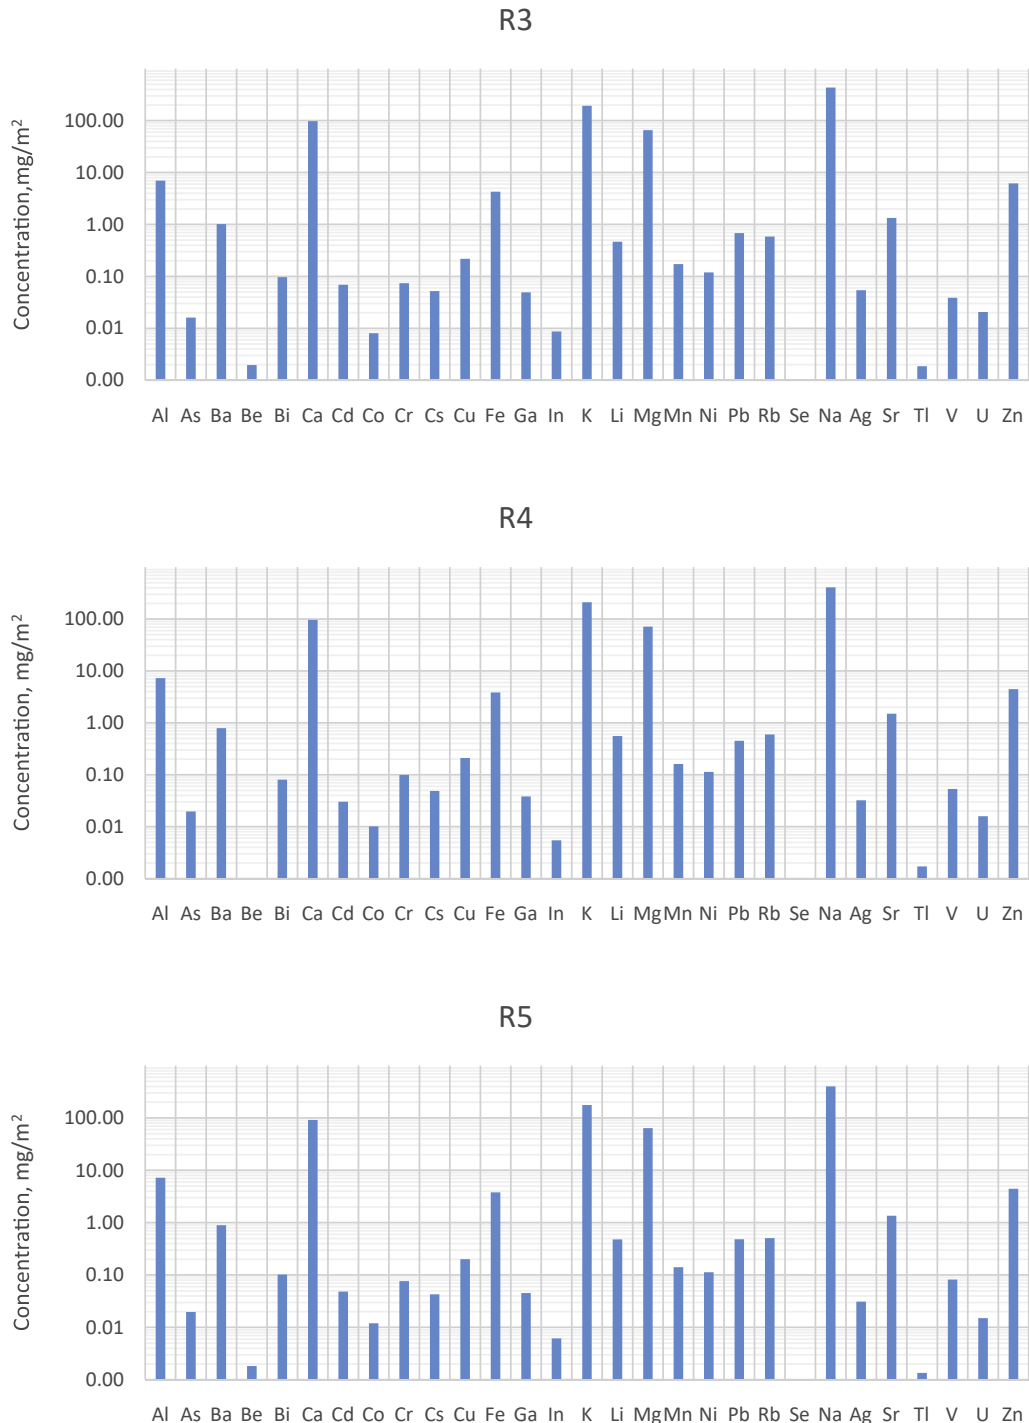 R3
Concentration,mg/m²
100.00
10.00
1.00
0.10
0.01
0.00
Al As Ba Be Bi Ca Cd Co Cr Cs Cu Fe Ga In K Li Mg Mn Ni Pb Rb Se Na Ag Sr Tl V U Zn
R4
Concentration, mg/m²
100.00
10.00
1.00
0.10
0.01
0.00
Al As Ba Be Bi Ca Cd Co Cr Cs Cu Fe Ga In K Li Mg Mn Ni Pb Rb Se Na Ag Sr Tl V U Zn
R5
Concentration, mg/m²
100.00
10.00
1.00
0.10
0.01
0.00
Al As Ba Be Bi Ca Cd Co Cr Cs Cu Fe Ga In K Li Mg Mn Ni Pb Rb Se Na Ag Sr Tl V U Zn